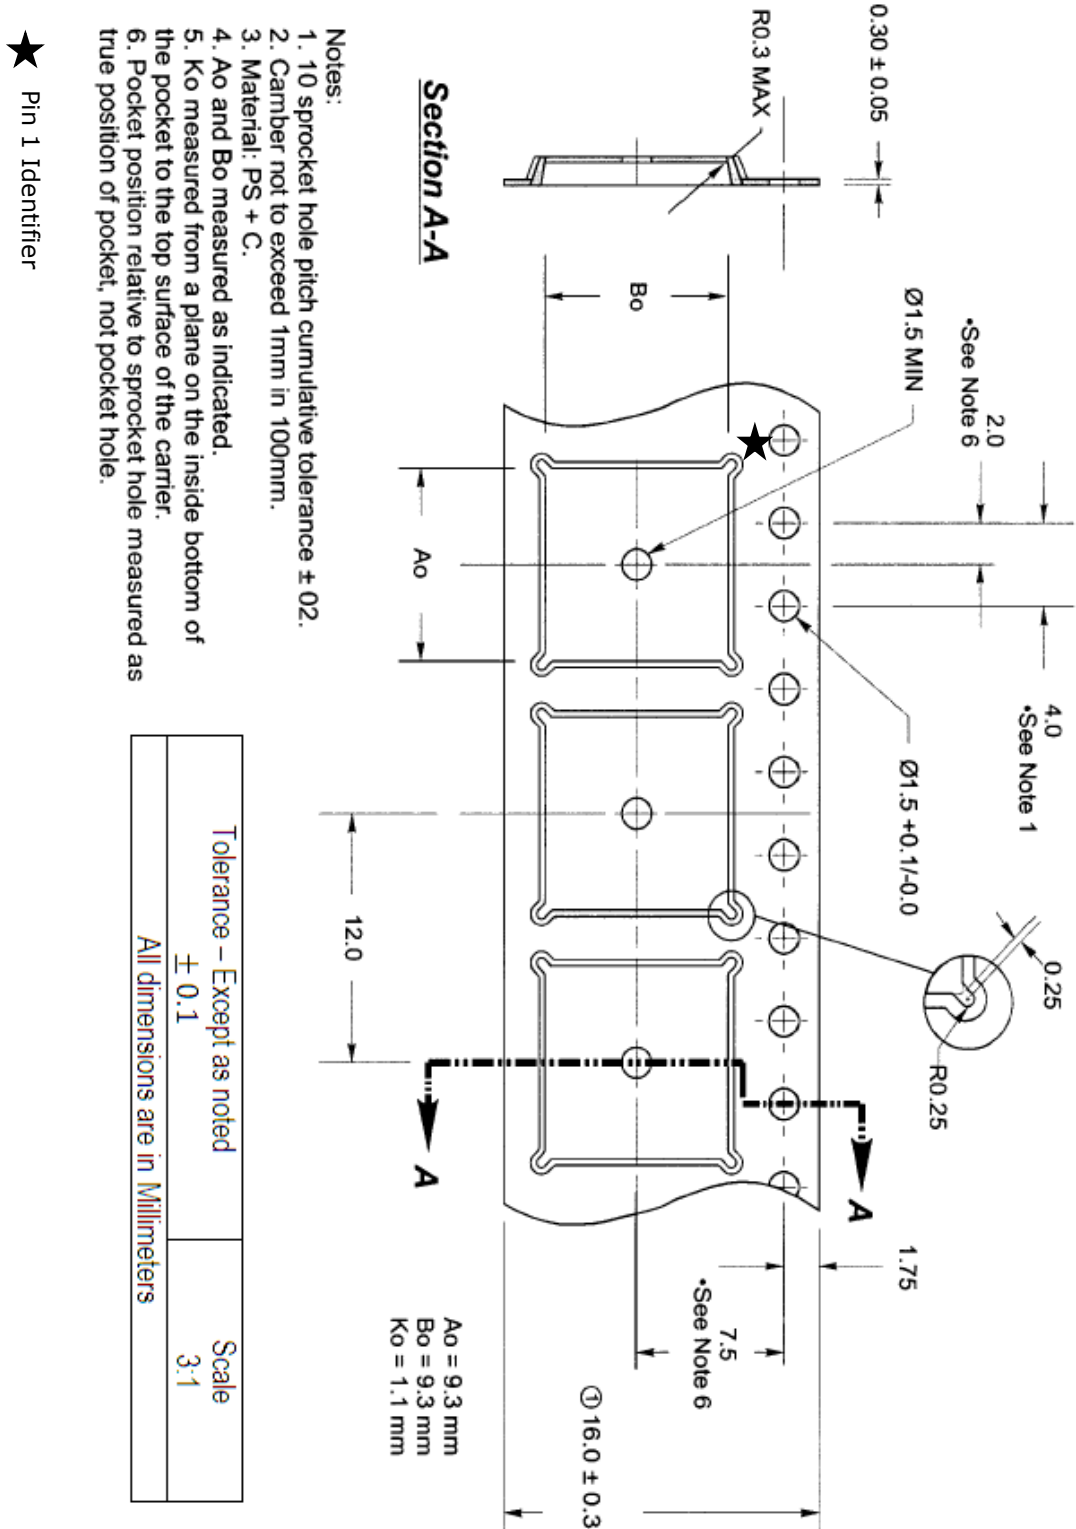 0.30 ± 0.05
R0.3 MAX
Section A-A
Bo
Ø1.5 MIN
2.0
•See Note 6
4.0
•See Note 1
Ø1.5 +0.1/-0.0
0.25
R0.25
Ao
12.0
A
A
1.75
7.5
•See Note 6
① 16.0 ± 0.3
Ao = 9.3 mm
Bo = 9.3 mm
Ko = 1.1 mm
Notes:
1. 10 sprocket hole pitch cumulative tolerance ± 02.
2. Camber not to exceed 1mm in 100mm.
3. Material: PS + C.
4. Ao and Bo measured as indicated.
5. Ko measured from a plane on the inside bottom of
the pocket to the top surface of the carrier.
6. Pocket position relative to sprocket hole measured as
true position of pocket, not pocket hole.
Tolerance – Except as noted
± 0.1
Scale
3:1
All dimensions are in Millimeters
★ Pin 1 Identifier